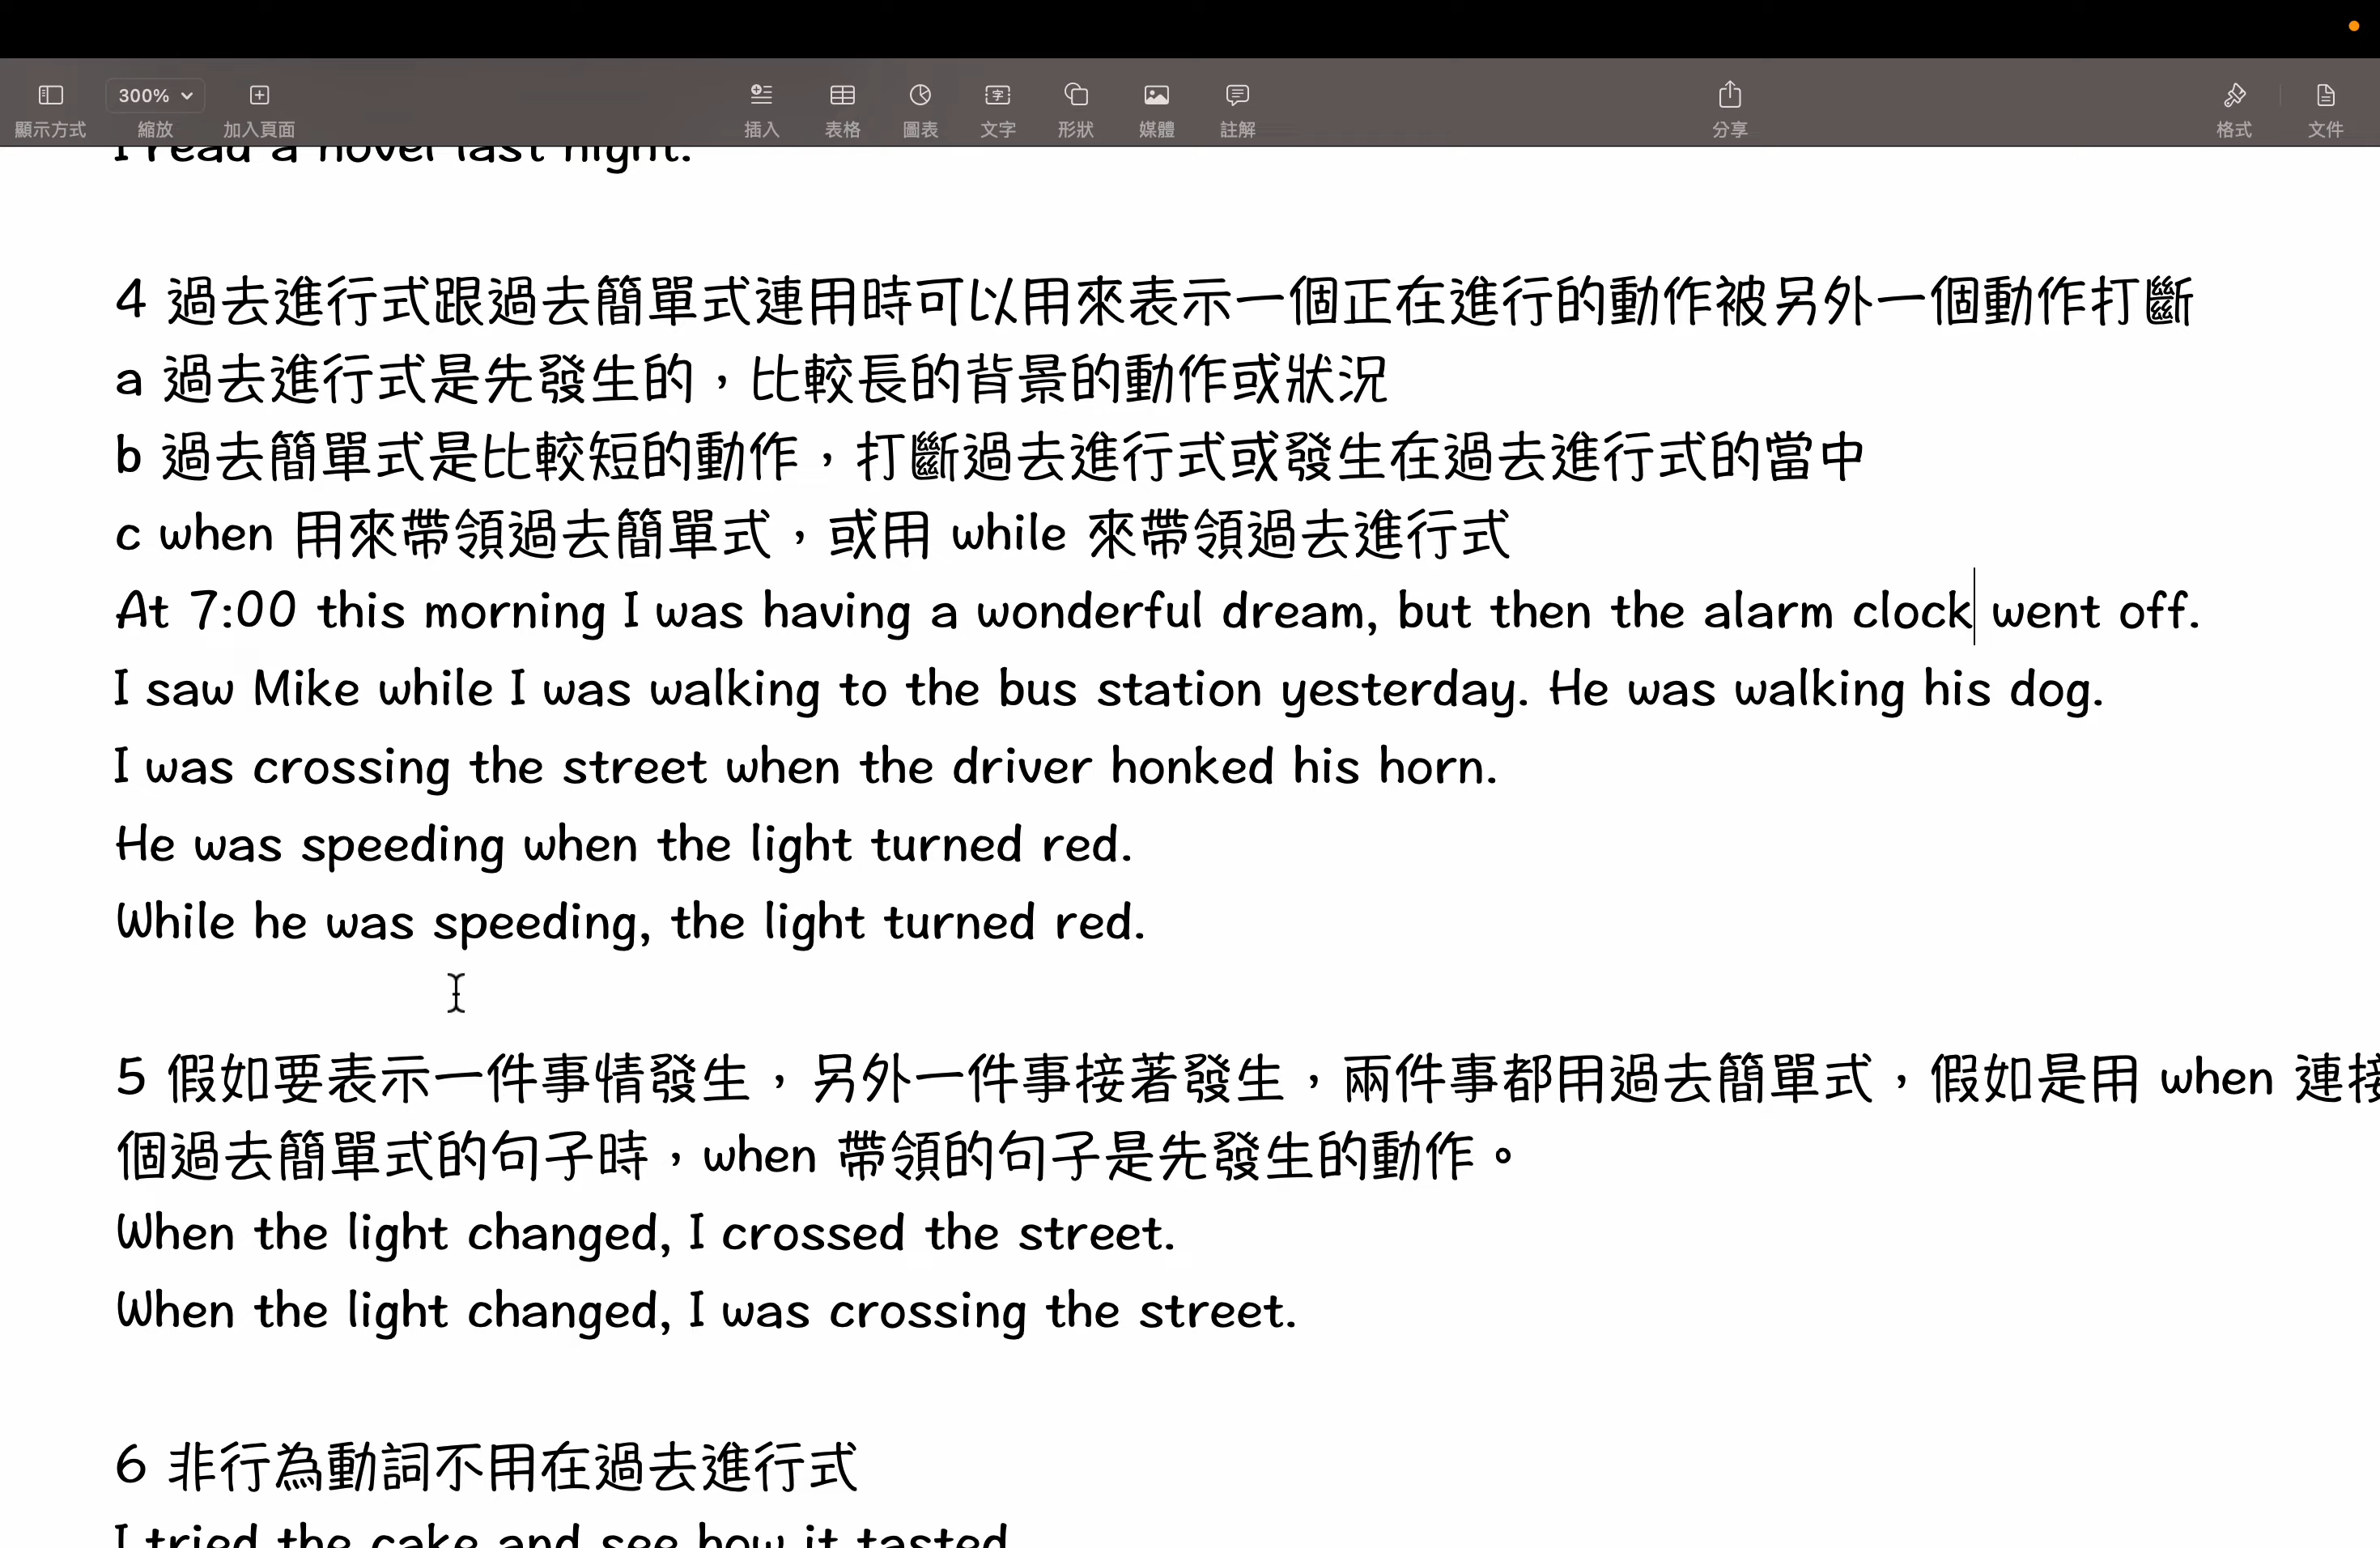 300%
顯示方式 縮放 加入頁面 插入 表格 圖表 文字 形狀 媒體 註解 分享 格式 文件
I read a novel last night.
4 過去進行式跟過去簡單式連用時可以用來表示一個正在進行的動作被另外一個動作打斷
a 過去進行式是先發生的，比較長的背景的動作或狀況
b 過去簡單式是比較短的動作，打斷過去進行式或發生在過去進行式的當中
c when 用來帶領過去簡單式，或用 while 來帶領過去進行式
At 7:00 this morning I was having a wonderful dream, but then the alarm clock went off.
I saw Mike while I was walking to the bus station yesterday. He was walking his dog.
I was crossing the street when the driver honked his horn.
He was speeding when the light turned red.
While he was speeding, the light turned red.
5 假如要表示一件事情發生，另外一件事接著發生，兩件事都用過去簡單式，假如是用 when 連接
個過去簡單式的句子時，when 帶領的句子是先發生的動作。
When the light changed, I crossed the street.
When the light changed, I was crossing the street.
6 非行為動詞不用在過去進行式
I tried the cake and see how it tasted